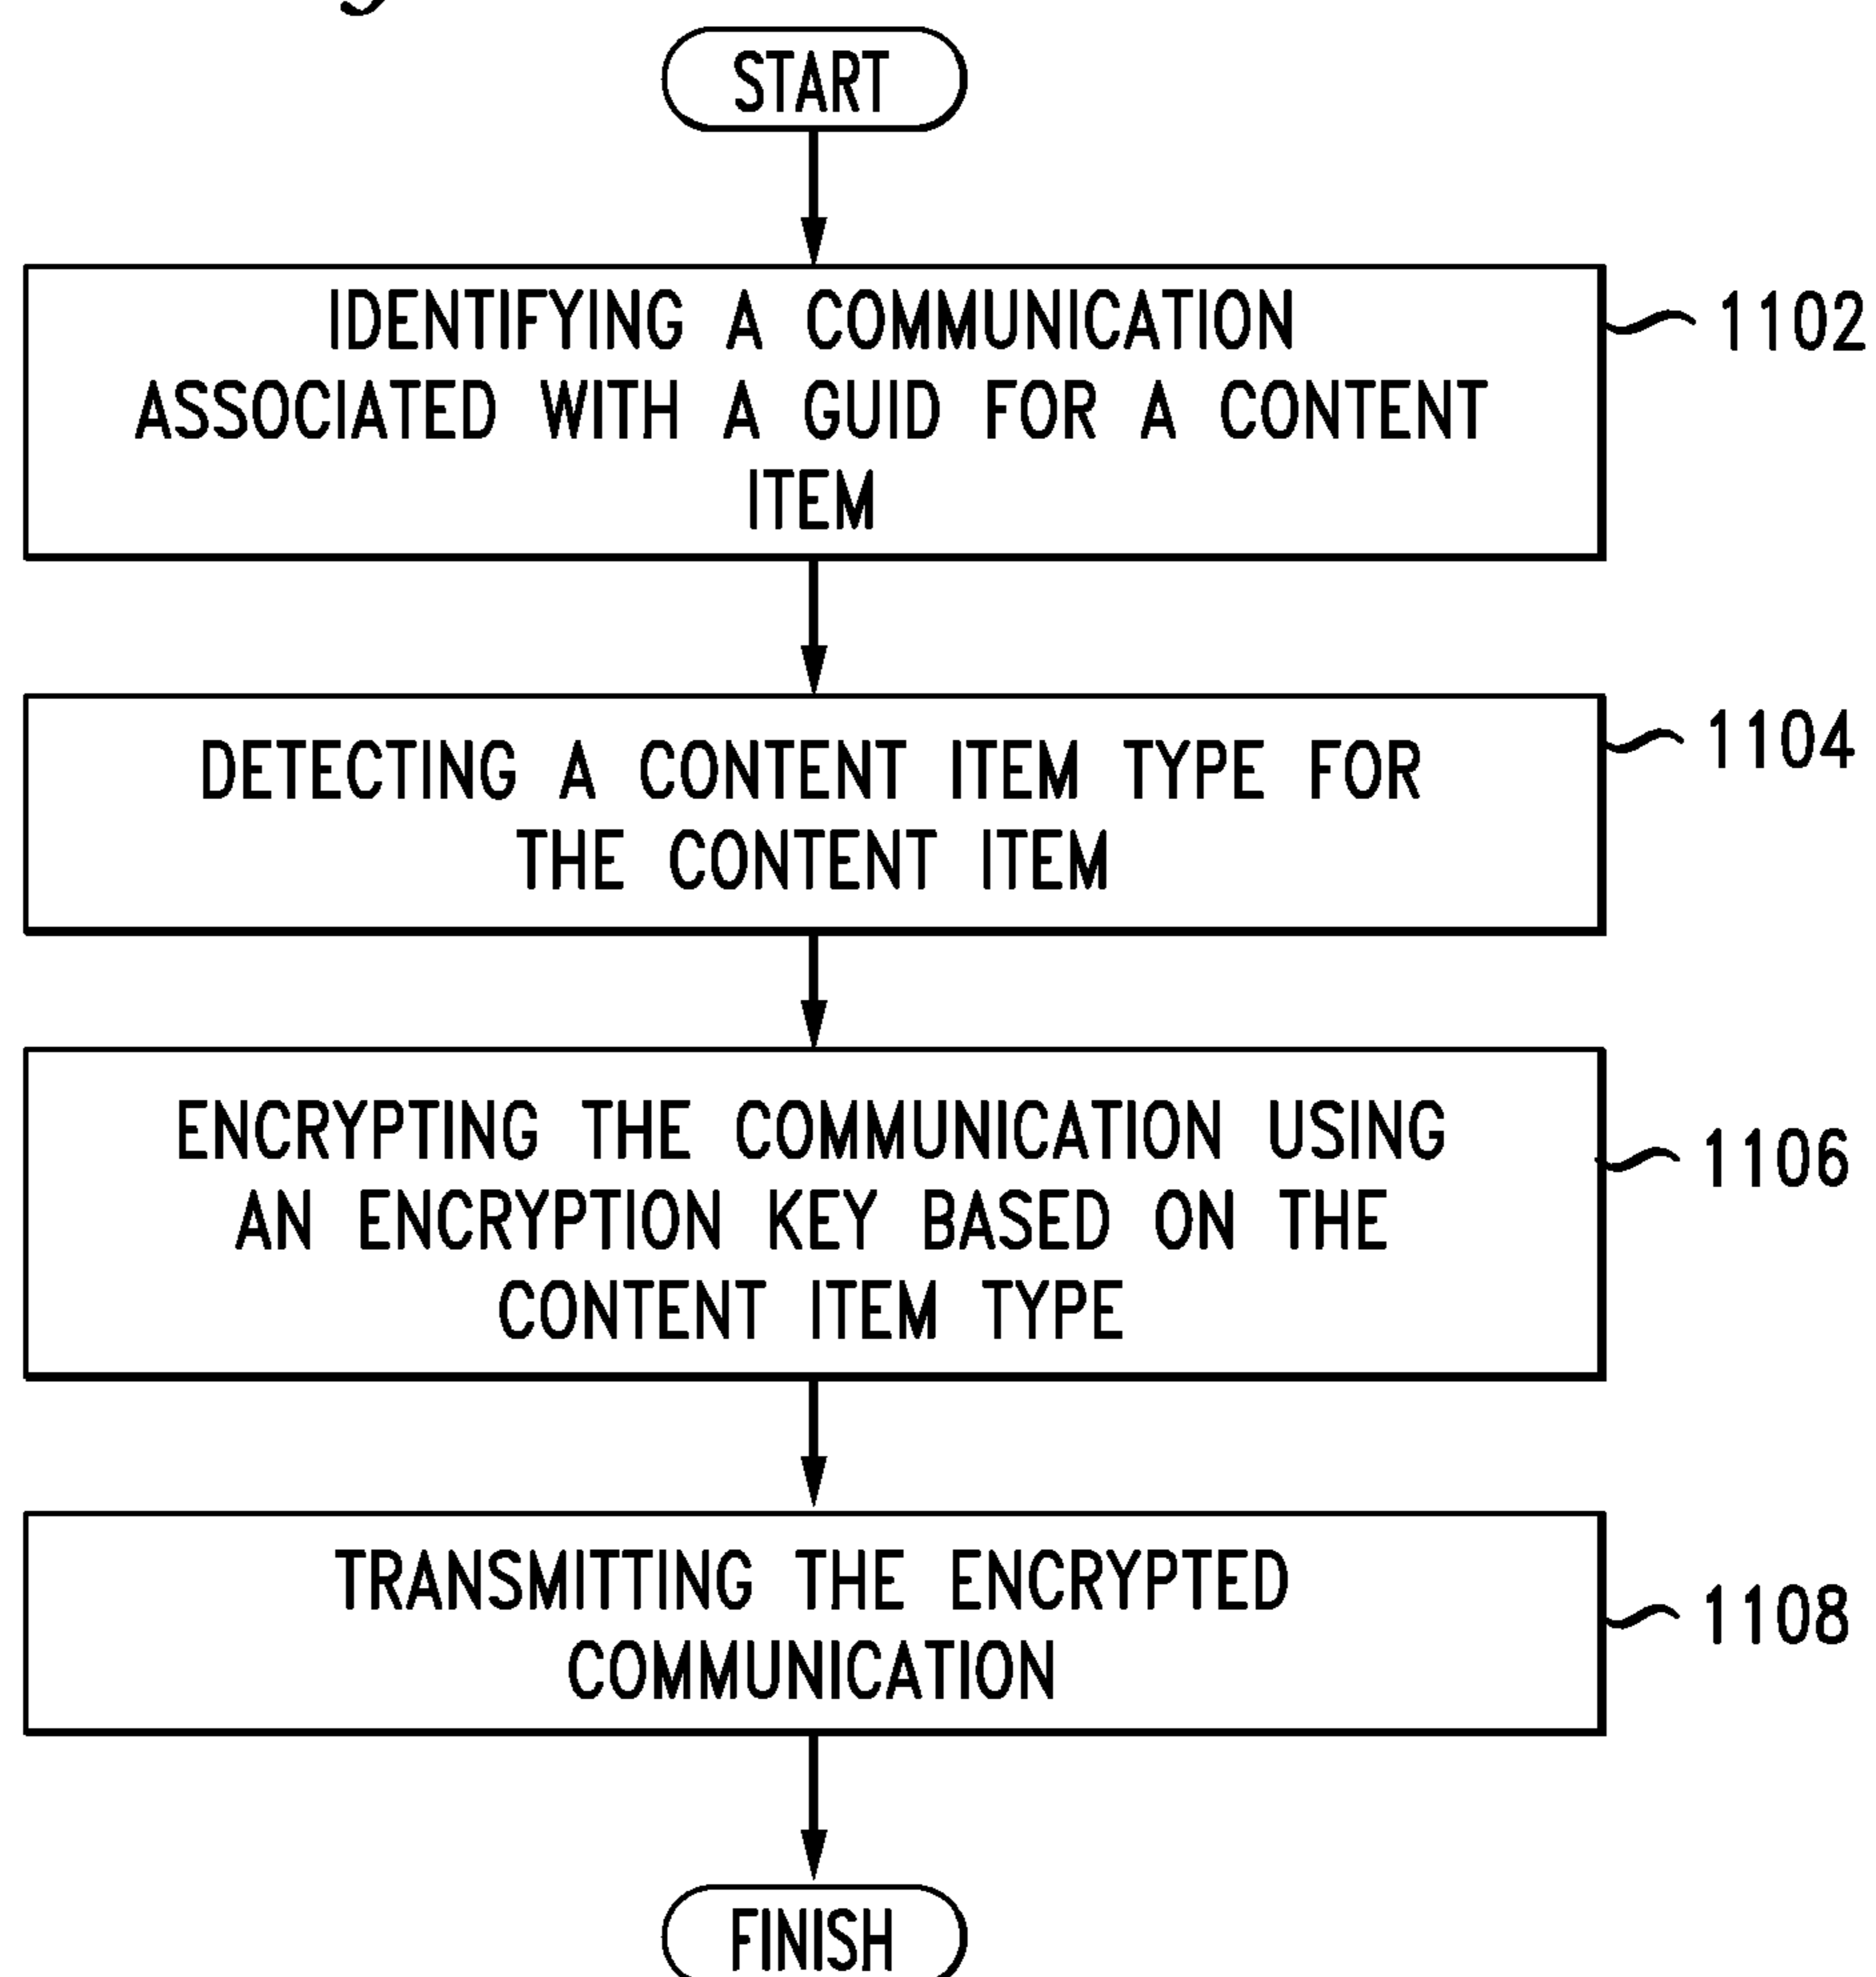 START
IDENTIFYING A COMMUNICATION
ASSOCIATED WITH A GUID FOR A CONTENT
ITEM
1102
DETECTING A CONTENT ITEM TYPE FOR
THE CONTENT ITEM
1104
ENCRYPTING THE COMMUNICATION USING
AN ENCRYPTION KEY BASED ON THE
CONTENT ITEM TYPE
1106
TRANSMITTING THE ENCRYPTED
COMMUNICATION
1108
FINISH